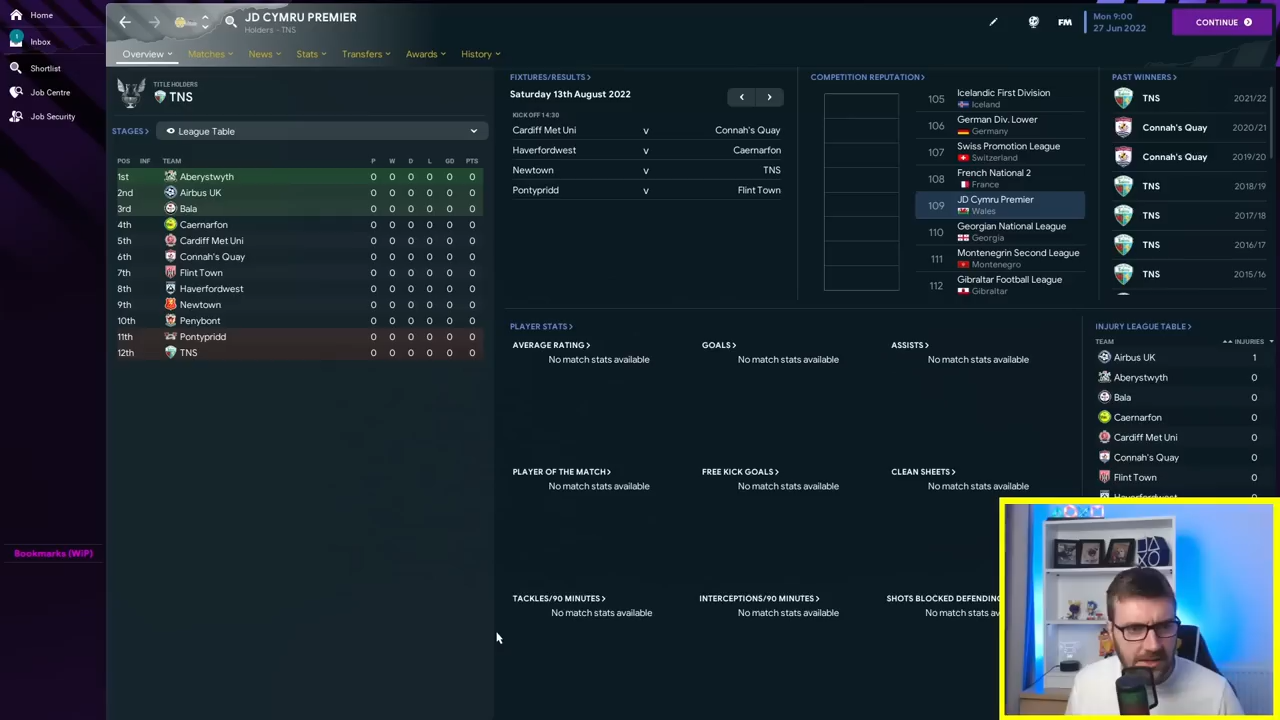 Home
1
Inbox
Shortlist
Job Centre
Job Security
Bookmarks (WiP)
JD CYMRU PREMIER
Holders - TNS
FM
Mon 9:00
27 Jun 2022
CONTINUE
Overview
Matches
News
Stats
Transfers
Awards
History
TITLE HOLDERS
TNS
STAGES
League Table
POS INF TEAM P W D L GD PTS
1st Aberystwyth 0 0 0 0 0 0
2nd Airbus UK 0 0 0 0 0 0
3rd Bala 0 0 0 0 0 0
4th Caernarfon 0 0 0 0 0 0
5th Cardiff Met Uni 0 0 0 0 0 0
6th Connah's Quay 0 0 0 0 0 0
7th Flint Town 0 0 0 0 0 0
8th Haverfordwest 0 0 0 0 0 0
9th Newtown 0 0 0 0 0 0
10th Penybont 0 0 0 0 0 0
11th Pontypridd 0 0 0 0 0 0
12th TNS 0 0 0 0 0 0
FIXTURES/RESULTS
Saturday 13th August 2022
KICK OFF 14:30
Cardiff Met Uni v Connah's Quay
Haverfordwest v Caernarfon
Newtown v TNS
Pontypridd v Flint Town
COMPETITION REPUTATION
105 Icelandic First Division
Iceland
106 German Div. Lower
Germany
107 Swiss Promotion League
Switzerland
108 French National 2
France
109 JD Cymru Premier
Wales
110 Georgian National League
Georgia
111 Montenegrin Second League
Montenegro
112 Gibraltar Football League
Gibraltar
PAST WINNERS
TNS 2021/22
Connah's Quay 2020/21
Connah's Quay 2019/20
TNS 2018/19
TNS 2017/18
TNS 2016/17
TNS 2015/16
PLAYER STATS
AVERAGE RATING
No match stats available
GOALS
No match stats available
ASSISTS
No match stats available
PLAYER OF THE MATCH
No match stats available
FREE KICK GOALS
No match stats available
CLEAN SHEETS
No match stats available
TACKLES/90 MINUTES
No match stats available
INTERCEPTIONS/90 MINUTES
No match stats available
SHOTS BLOCKED DEFENDING
No match stats
INJURY LEAGUE TABLE
TEAM INJURIES
Airbus UK 1
Aberystwyth 0
Bala 0
Caernarfon 0
Cardiff Met Uni 0
Connah's Quay 0
Flint Town 0
Haverfordwest 0